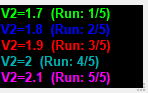 V2=1.7 (Run: 1/5)
V2=1.8 (Run: 2/5)
V2=1.9 (Run: 3/5)
V2=2 (Run: 4/5)
V2=2.1 (Run: 5/5)